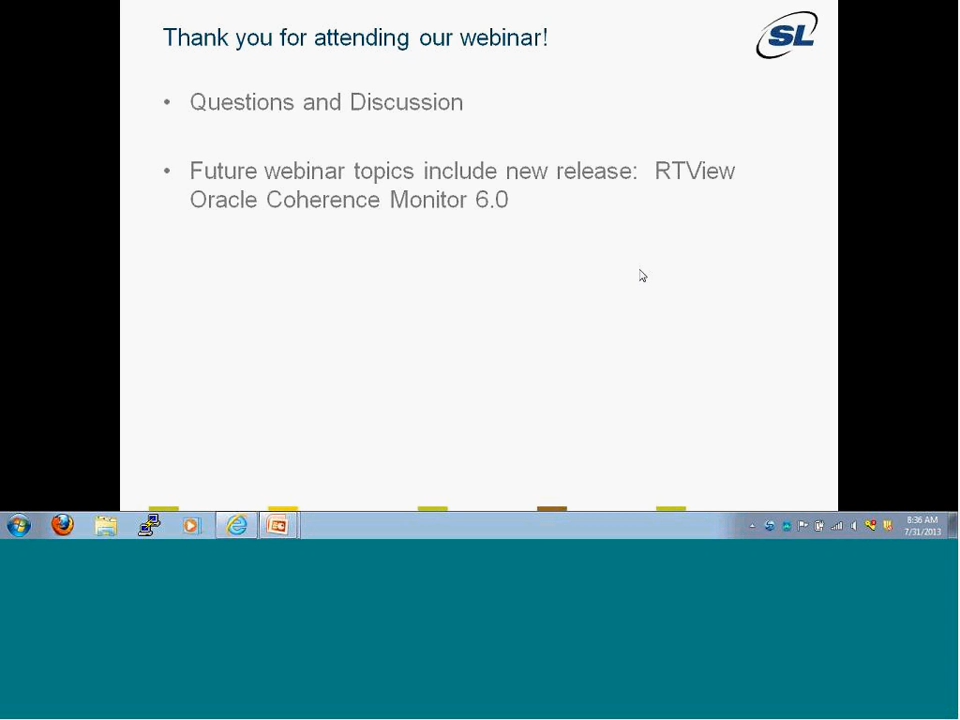 Thank you for attending our webinar!
SL
• Questions and Discussion
• Future webinar topics include new release: RTView
Oracle Coherence Monitor 6.0
8:36 AM
7/31/2013